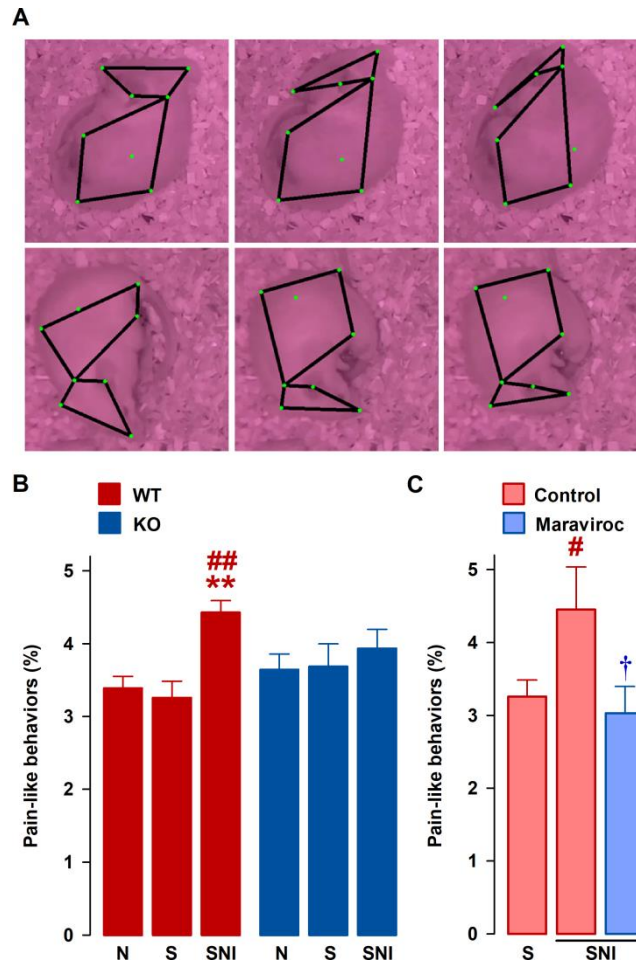 A
B
WT
KO
##
**
Pain-like behaviors (%)
5
4
3
2
1
0
N S SNI N S SNI
C
Control
Maraviroc
#
†
Pain-like behaviors (%)
5
4
3
2
1
0
S SNI